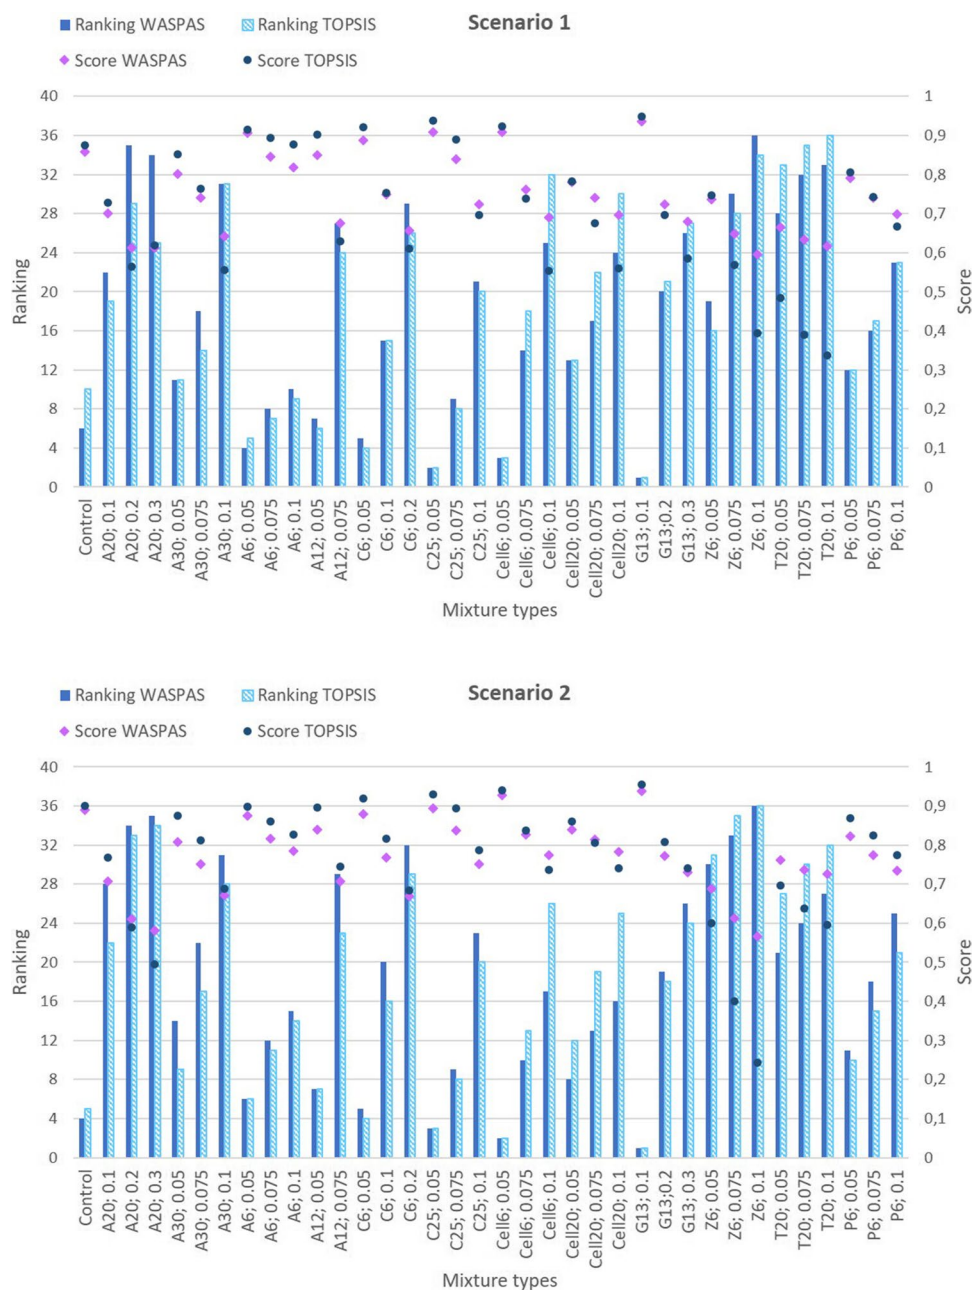 Scenario 1
Ranking WASPAS
Ranking TOPSIS
Score WASPAS
Score TOPSIS
40
36
32
28
24
20
16
12
8
4
0
Ranking
1
0,9
0,8
0,7
0,6
0,5
0,4
0,3
0,2
0,1
0
Score
Control
A20; 0.1
A20; 0.2
A20; 0.3
A30; 0.05
A30; 0.075
A30; 0.1
A6; 0.05
A6; 0.075
A6; 0.1
A12; 0.05
A12; 0.075
C6; 0.05
C6; 0.1
C6; 0.2
C25; 0.05
C25; 0.075
C25; 0.1
Cell6; 0.05
Cell6; 0.075
Cell6; 0.1
Cell20; 0.05
Cell20; 0.075
Cell20; 0.1
G13; 0.1
G13;0.2
G13; 0.3
Z6; 0.05
Z6; 0.075
Z6; 0.1
T20; 0.05
T20; 0.075
T20; 0.1
P6; 0.05
P6; 0.075
P6; 0.1
Mixture types
Scenario 2
Ranking WASPAS
Ranking TOPSIS
Score WASPAS
Score TOPSIS
40
36
32
28
24
20
16
12
8
4
0
Ranking
1
0,9
0,8
0,7
0,6
0,5
0,4
0,3
0,2
0,1
0
Score
Control
A20; 0.1
A20; 0.2
A20; 0.3
A30; 0.05
A30; 0.075
A30; 0.1
A6; 0.05
A6; 0.075
A6; 0.1
A12; 0.05
A12; 0.075
C6; 0.05
C6; 0.1
C6; 0.2
C25; 0.05
C25; 0.075
C25; 0.1
Cell6; 0.05
Cell6; 0.075
Cell6; 0.1
Cell20; 0.05
Cell20; 0.075
Cell20; 0.1
G13; 0.1
G13;0.2
G13; 0.3
Z6; 0.05
Z6; 0.075
Z6; 0.1
T20; 0.05
T20; 0.075
T20; 0.1
P6; 0.05
P6; 0.075
P6; 0.1
Mixture types